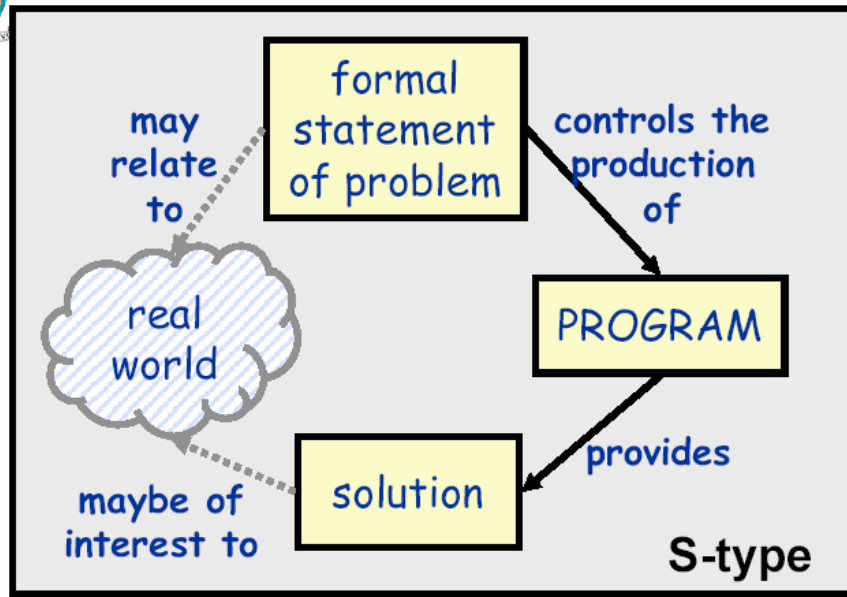 formal
statement
of problem
may
relate
to
controls the
production
of
real
world
PROGRAM
provides
solution
maybe of
interest to
S-type